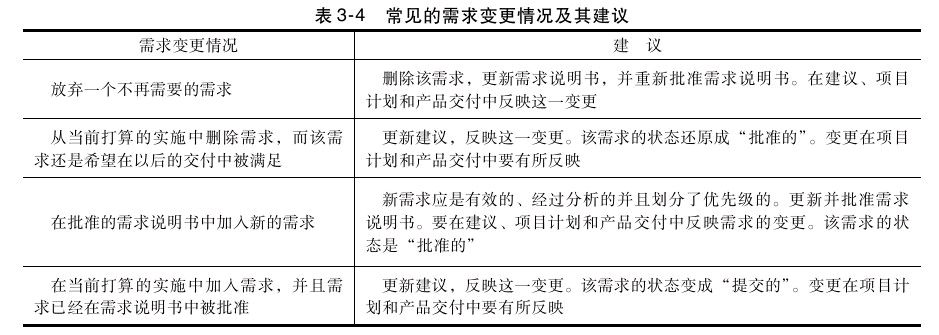 表 3-4 常见的需求变更情况及其建议
需求变更情况
建 议
放弃一个不再需要的需求
删除该需求，更新需求说明书，并重新批准需求说明书。在建议、项目
计划和产品交付中反映这一变更
从当前打算的实施中删除需求，而该需
求还是希望在以后的交付中被满足
更新建议，反映这一变更。该需求的状态还原成“批准的”。变更在项目
计划和产品交付中要有所反映
在批准的需求说明书中加入新的需求
新需求应是有效的、经过分析的并且划分了优先级的。更新并批准需求
说明书。要在建议、项目计划和产品交付中反映需求的变更。该需求的状
态是“批准的”
在当前打算的实施中加入需求，并且需
求已经在需求说明书中被批准
更新建议，反映这一变更。该需求的状态变成“提交的”。变更在项目计
划和产品交付中要有所反映